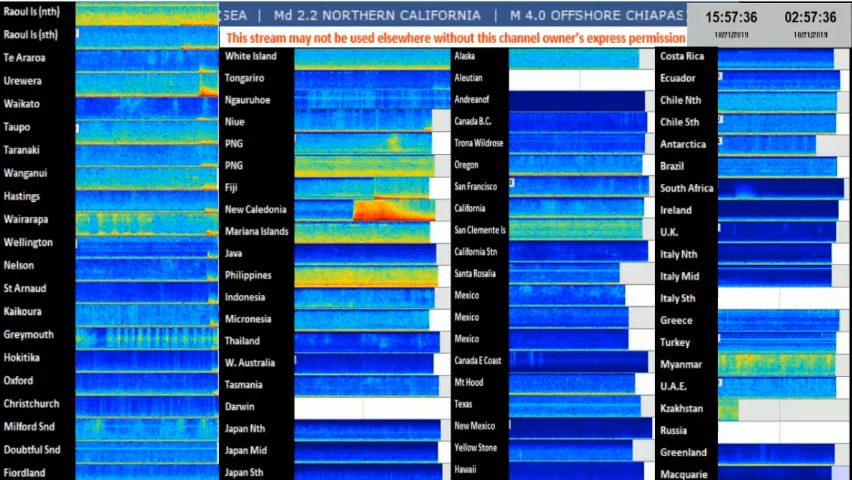 SEA | Md 2.2 NORTHERN CALIFORNIA | M 4.0 OFFSHORE CHIAPAS
15:57:36 02:57:36
10/21/2019 10/21/2019
This stream may not be used elsewhere without this channel owner's express permission
Raoul Is (nth)
Raoul Is (sth)
Te Araroa
Urewera
Waikato
Taupo
Taranaki
Wanganui
Hastings
Wairarapa
Wellington
Nelson
St Arnaud
Kaikoura
Greymouth
Hokitika
Oxford
Christchurch
Milford Snd
Doubtful Snd
Fiordland
White Island
Tongariro
Ngauruhoe
Niue
PNG
PNG
Fiji
New Caledonia
Mariana Islands
Java
Philippines
Indonesia
Micronesia
Thailand
W. Australia
Tasmania
Darwin
Japan Nth
Japan Mid
Japan Sth
Alaska
Aleutian
Andreanof
Canada B.C.
Trona Wildrose
Oregon
San Francisco
California
San Clemente Is
California Stn
Santa Rosalia
Mexico
Mexico
Mexico
Canada E Coast
Mt Hood
Texas
New Mexico
Yellow Stone
Hawaii
Costa Rica
Ecuador
Chile Nth
Chile Sth
Antarctica
Brazil
South Africa
Ireland
U.K.
Italy Nth
Italy Mid
Italy Sth
Greece
Turkey
Myanmar
U.A.E.
Kzakhstan
Russia
Greenland
Macquarie